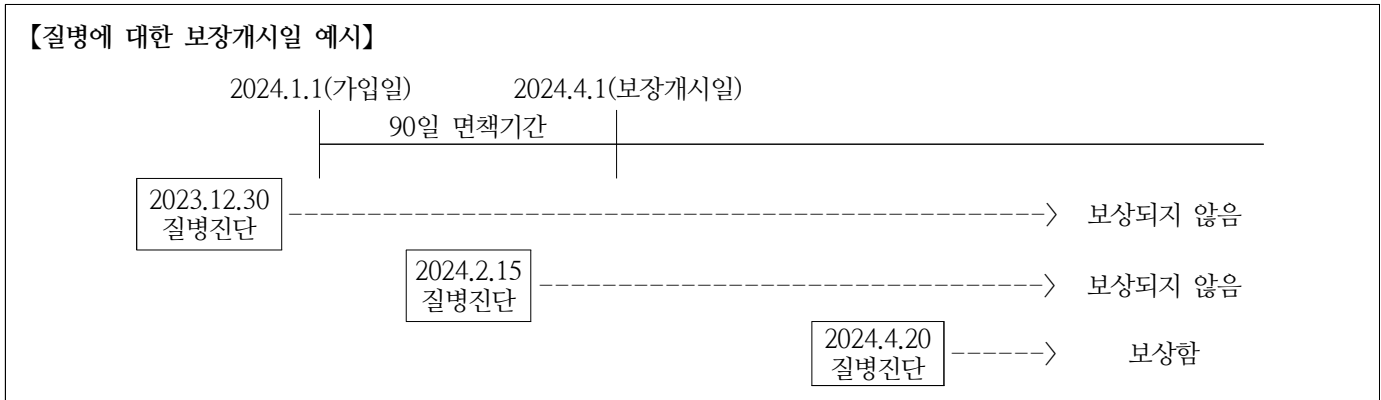 【질병에 대한 보장개시일 예시】
2024.1.1(가입일) 2024.4.1(보장개시일)
90일 면책기간
2023.12.30
질병진단
보상되지 않음
2024.2.15
질병진단
보상되지 않음
2024.4.20
질병진단
보상함